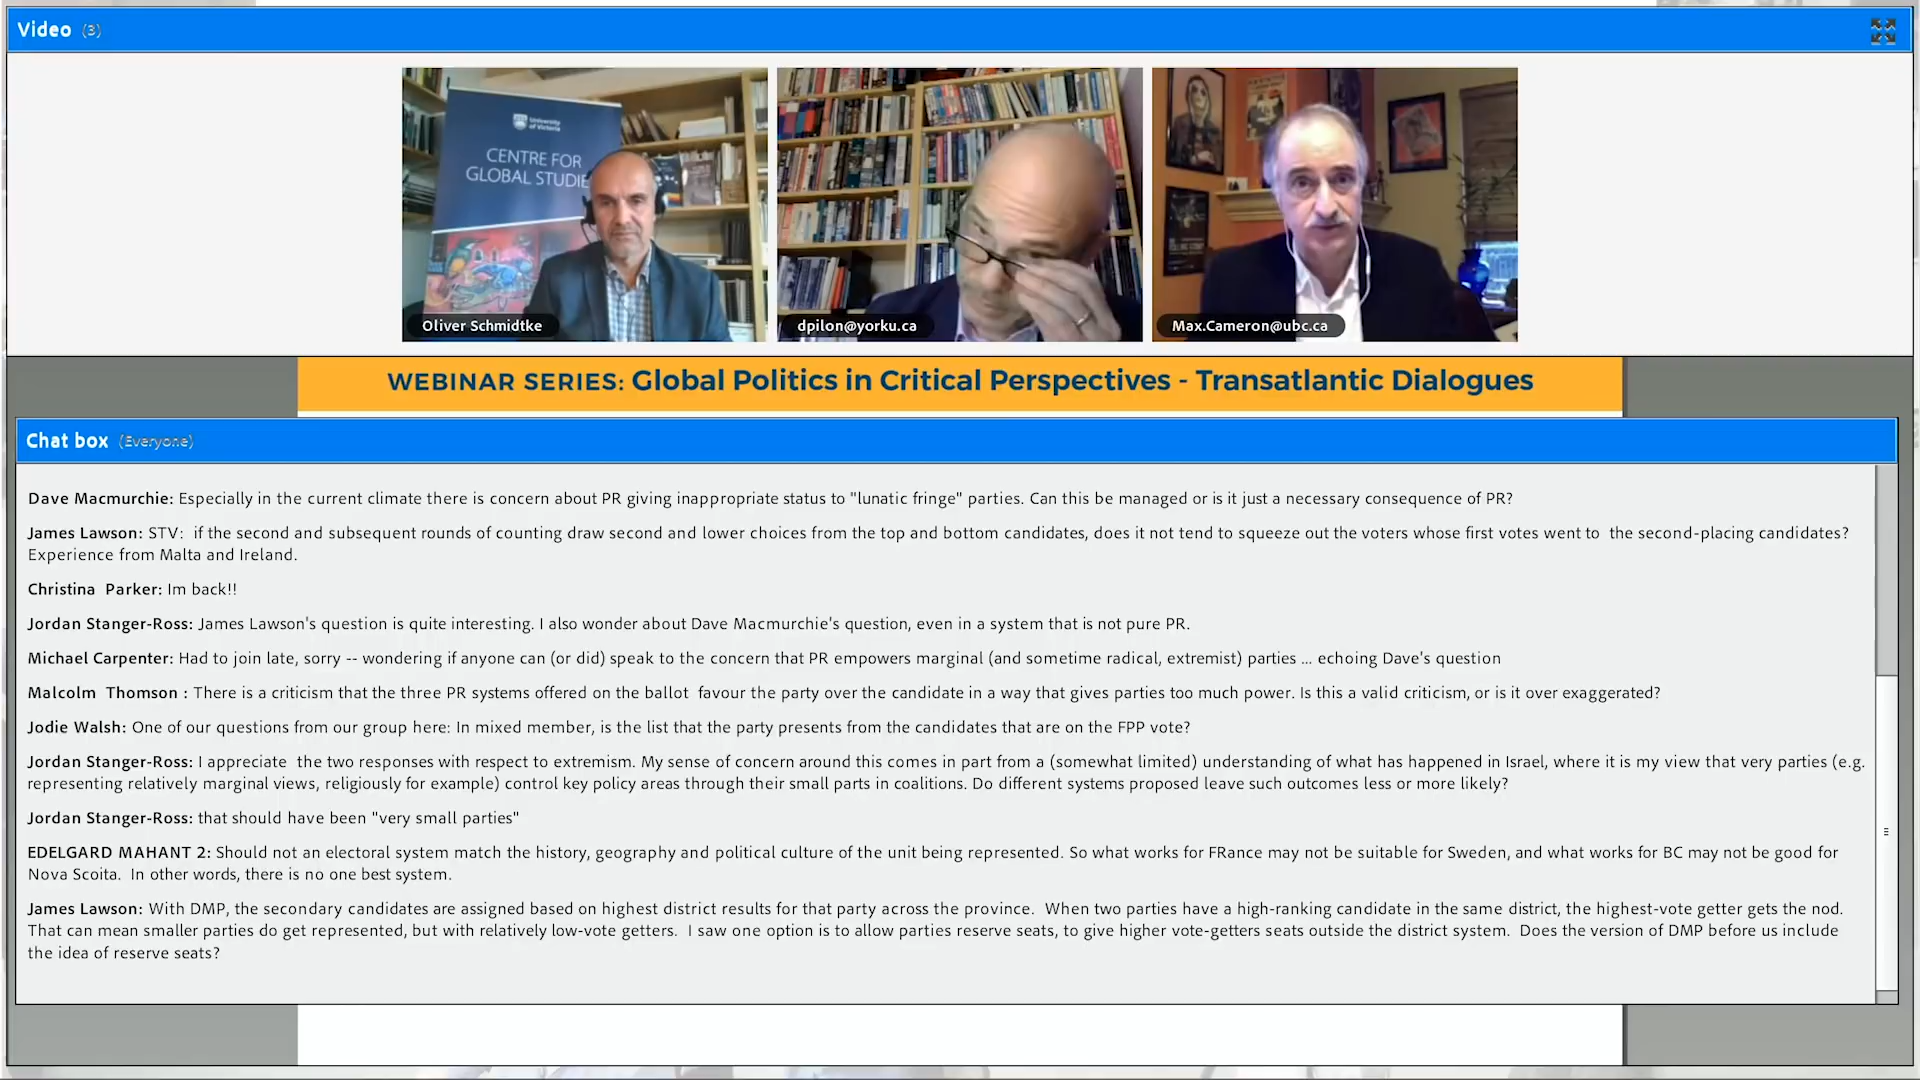 Video (3)
University
of Victoria
CENTRE FOR
GLOBAL STUDIE
Oliver Schmidtke
dpilon@yorku.ca
Max.Cameron@ubc.ca
WEBINAR SERIES: Global Politics in Critical Perspectives - Transatlantic Dialogues
Chat box (Everyone)
Dave Macmurchie: Especially in the current climate there is concern about PR giving inappropriate status to "lunatic fringe" parties. Can this be managed or is it just a necessary consequence of PR?
James Lawson: STV:  if the second and subsequent rounds of counting draw second and lower choices from the top and bottom candidates, does it not tend to squeeze out the voters whose first votes went to  the second-placing candidates?
Experience from Malta and Ireland.
Christina  Parker: Im back!!
Jordan Stanger-Ross: James Lawson's question is quite interesting. I also wonder about Dave Macmurchie's question, even in a system that is not pure PR.
Michael Carpenter: Had to join late, sorry -- wondering if anyone can (or did) speak to the concern that PR empowers marginal (and sometime radical, extremist) parties ... echoing Dave's question
Malcolm  Thomson : There is a criticism that the three PR systems offered on the ballot  favour the party over the candidate in a way that gives parties too much power. Is this a valid criticism, or is it over exaggerated?
Jodie Walsh: One of our questions from our group here: In mixed member, is the list that the party presents from the candidates that are on the FPP vote?
Jordan Stanger-Ross: I appreciate  the two responses with respect to extremism. My sense of concern around this comes in part from a (somewhat limited) understanding of what has happened in Israel, where it is my view that very parties (e.g.
representing relatively marginal views, religiously for example) control key policy areas through their small parts in coalitions. Do different systems proposed leave such outcomes less or more likely?
Jordan Stanger-Ross: that should have been "very small parties"
EDELGARD MAHANT 2: Should not an electoral system match the history, geography and political culture of the unit being represented. So what works for FRance may not be suitable for Sweden, and what works for BC may not be good for
Nova Scoita.  In other words, there is no one best system.
James Lawson: With DMP, the secondary candidates are assigned based on highest district results for that party across the province.  When two parties have a high-ranking candidate in the same district, the highest-vote getter gets the nod.
That can mean smaller parties do get represented, but with relatively low-vote getters.  I saw one option is to allow parties reserve seats, to give higher vote-getters seats outside the district system.  Does the version of DMP before us include
the idea of reserve seats?